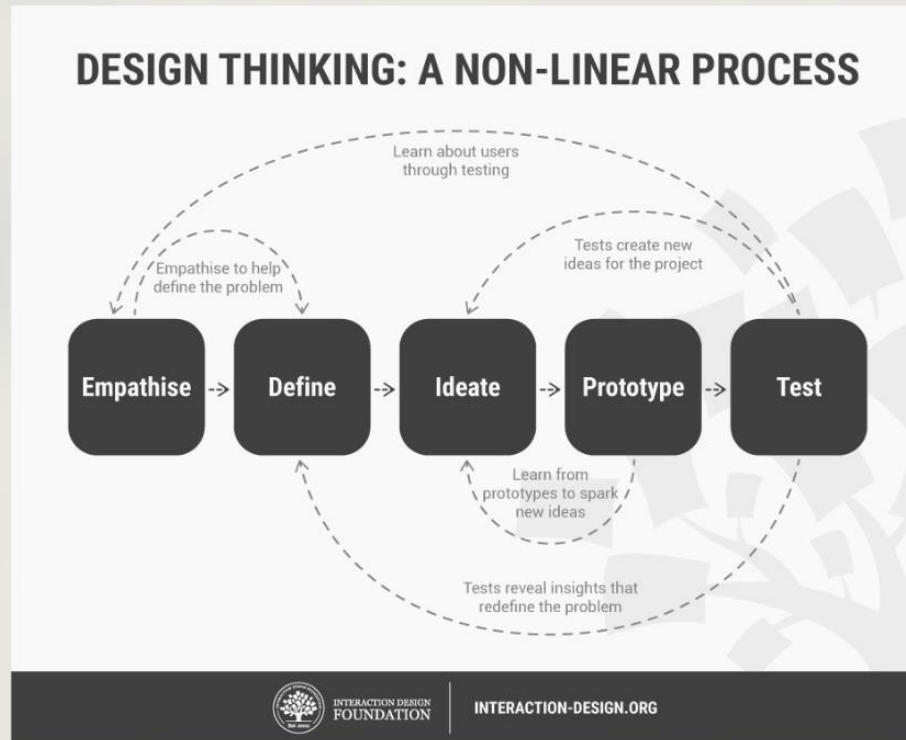 DESIGN THINKING: A NON-LINEAR PROCESS
Learn about users
through testing
Tests create new
ideas for the project
Empathise to help
define the problem
Empathise
Define
Ideate
Prototype
Test
Learn from
prototypes to spark
new ideas
Tests reveal insights that
redefine the problem
INTERACTION DESIGN
FOUNDATION
INTERACTION-DESIGN.ORG